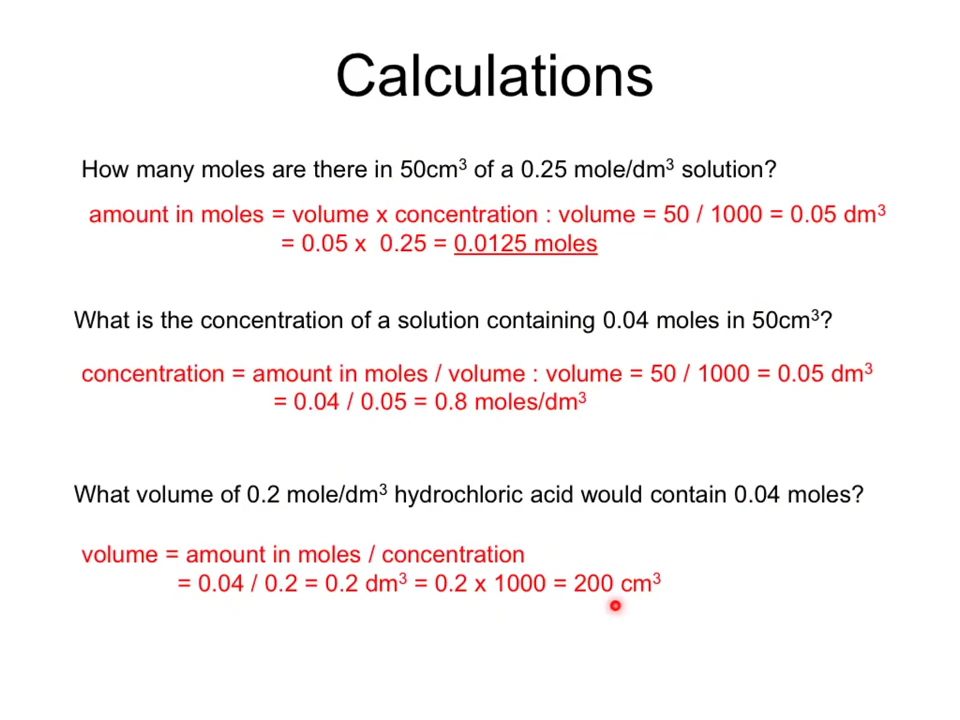 Calculations
How many moles are there in 50cm³ of a 0.25 mole/dm³ solution?
amount in moles = volume x concentration : volume = 50 / 1000 = 0.05 dm³
= 0.05 x 0.25 = 0.0125 moles
What is the concentration of a solution containing 0.04 moles in 50cm³?
concentration = amount in moles / volume : volume = 50 / 1000 = 0.05 dm³
= 0.04 / 0.05 = 0.8 moles/dm³
What volume of 0.2 mole/dm³ hydrochloric acid would contain 0.04 moles?
volume = amount in moles / concentration
= 0.04 / 0.2 = 0.2 dm³ = 0.2 x 1000 = 200 cm³